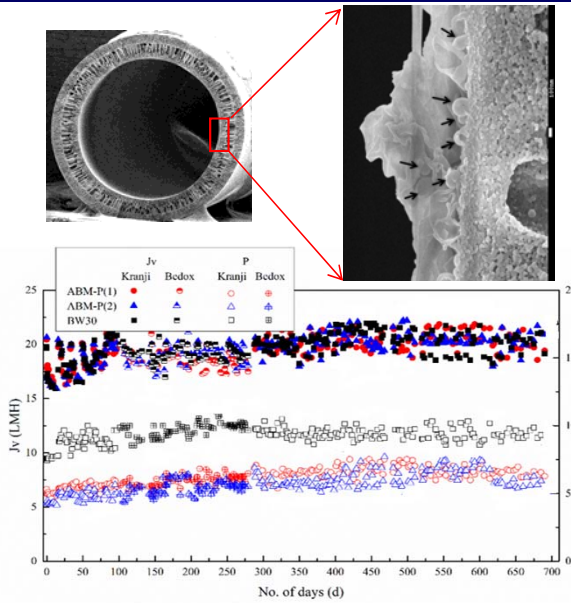 Jv P
Kranji Bedox Kranji Bedox
ABM-P(1)
ABM-P(2)
BW30
25
20
15
10
5
0
Jv (LMH)
0 50 100 150 200 250 300 350 400 450 500 550 600 650 700
No. of days (d)